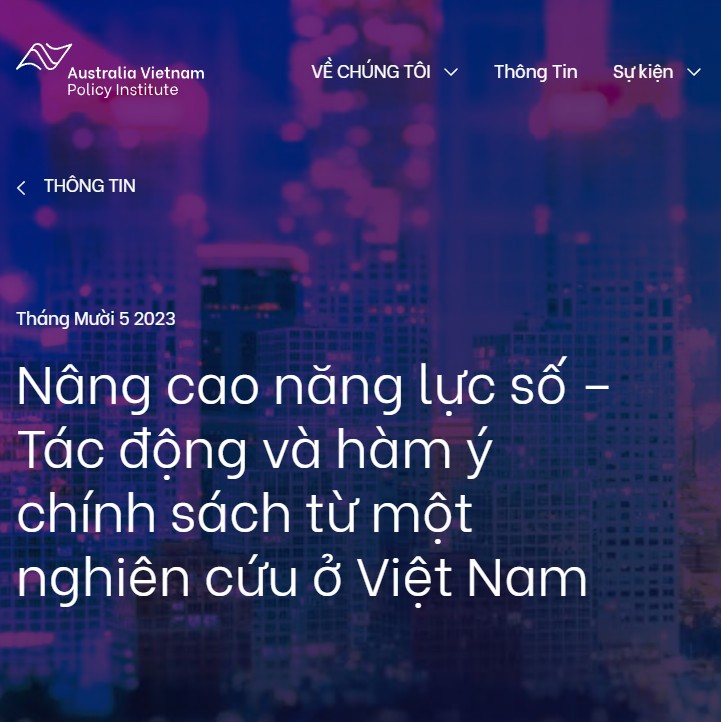 Australia Vietnam
Policy Institute
VỀ CHÚNG TÔI
Thông Tin
Sự kiện
THÔNG TIN
Tháng Mười 5 2023
Nâng cao năng lực số –
Tác động và hàm ý
chính sách từ một
nghiên cứu ở Việt Nam